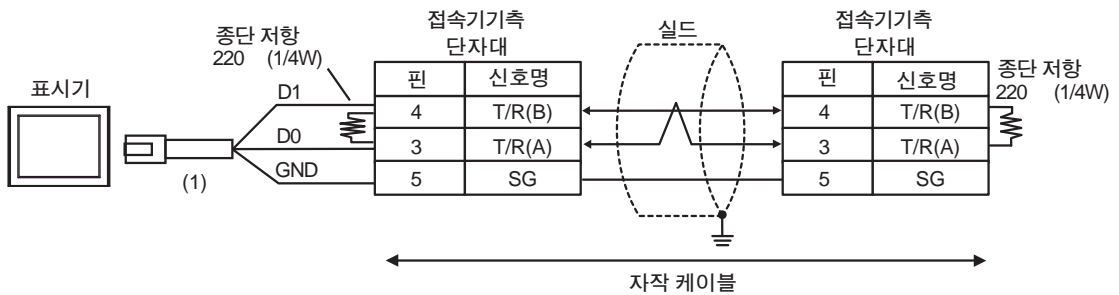 표시기
(1)
종단 저항
220 (1/4W)
D1
D0
GND
접속기기측
단자대
핀 신호명
4 T/R(B)
3 T/R(A)
5 SG
실드
접속기기측
단자대
핀 신호명
4 T/R(B)
3 T/R(A)
5 SG
종단 저항
220 (1/4W)
자작 케이블